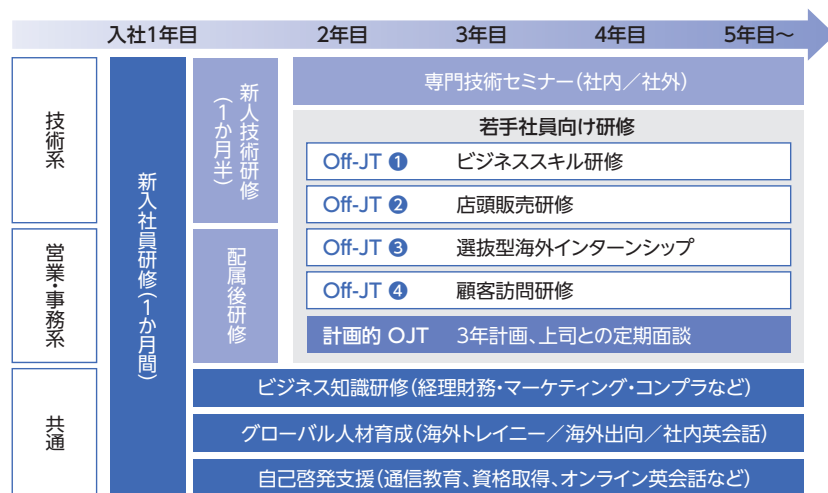 入社1年目 2年目 3年目 4年目 5年目～
技術系
営業・事務系
共通
新入社員研修（1か月間）
新人技術研修
（1か月半）
配属後研修
専門技術セミナー（社内／社外）
若手社員向け研修
Off-JT ❶ ビジネススキル研修
Off-JT ❷ 店頭販売研修
Off-JT ❸ 選抜型海外インターンシップ
Off-JT ❹ 顧客訪問研修
計画的 OJT 3年計画、上司との定期面談
ビジネス知識研修（経理財務・マーケティング・コンプラなど）
グローバル人材育成（海外トレイニー／海外出向／社内英会話）
自己啓発支援（通信教育、資格取得、オンライン英会話など）